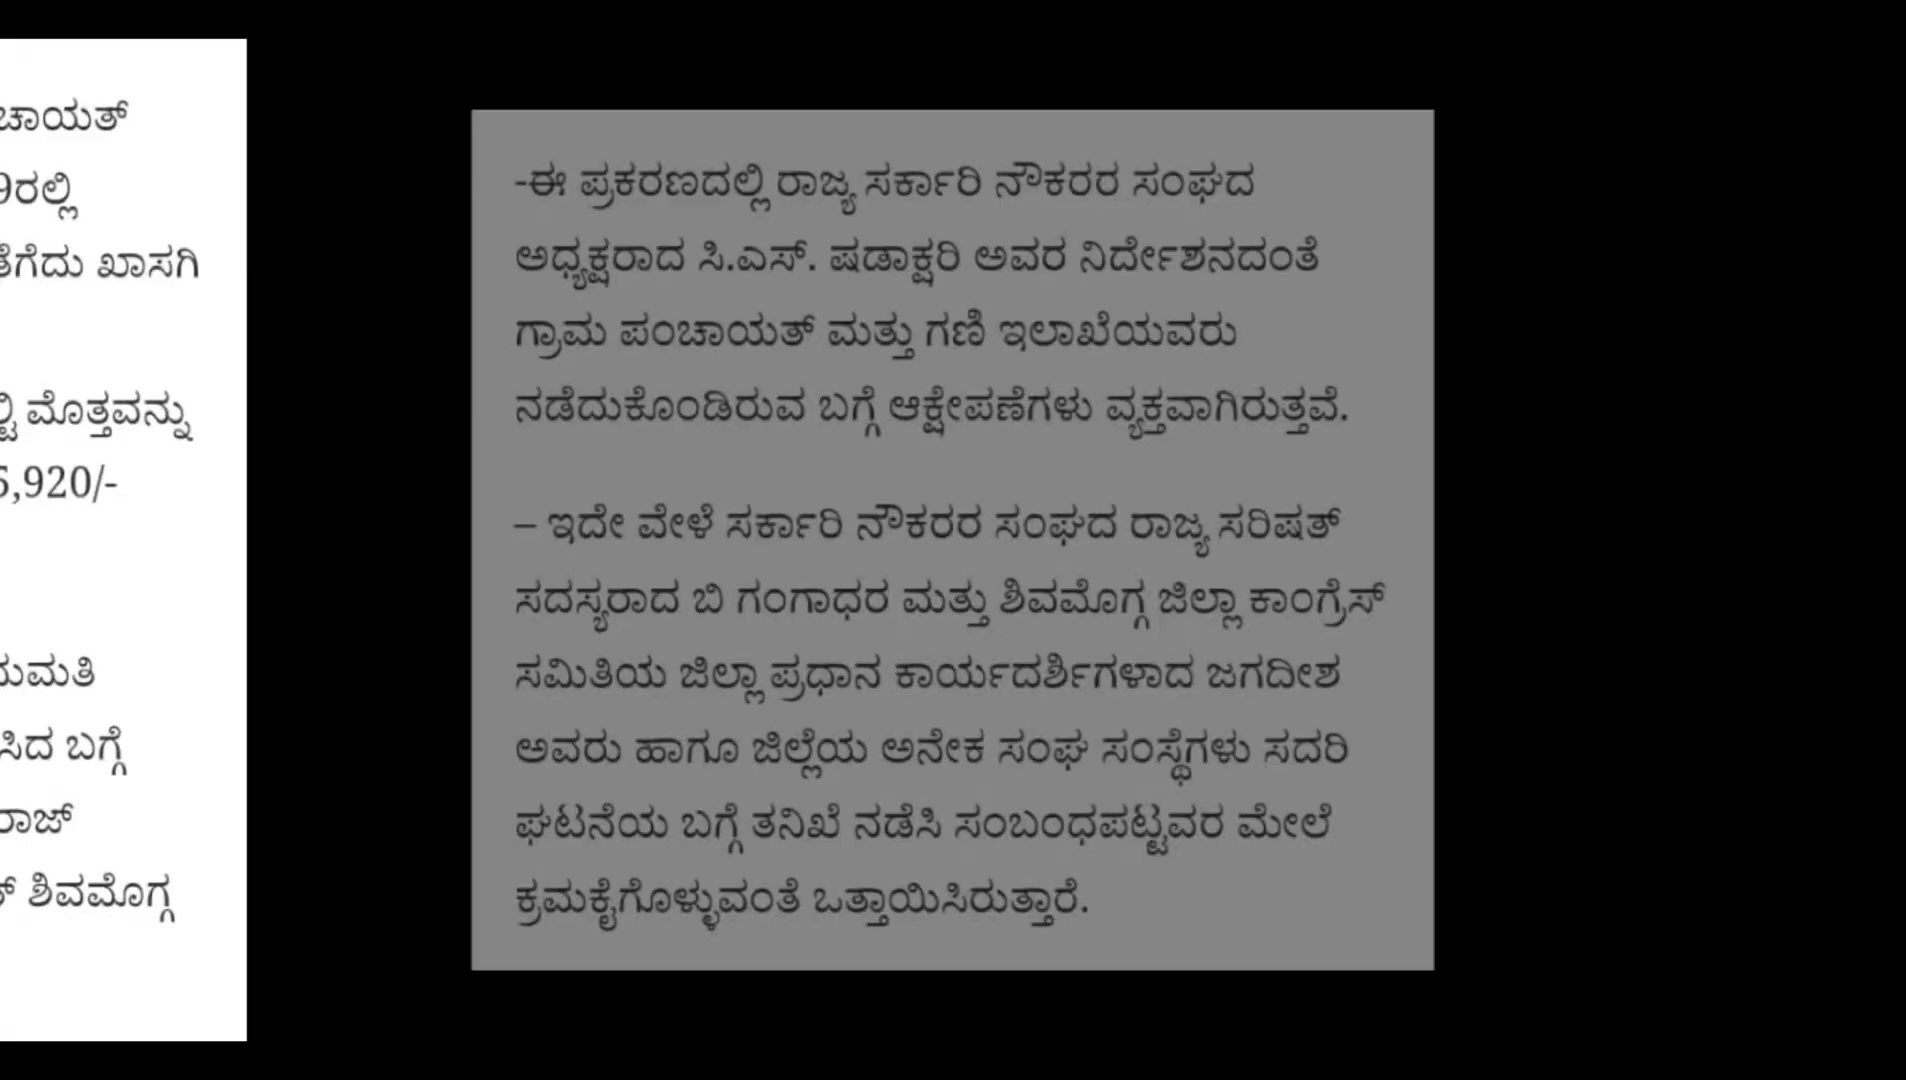 ಚಾಯತ್
9ರಲ್ಲಿ
ತೆಗೆದು ಖಾಸಗಿ
ಮೊತ್ತವನ್ನು
6,920/-
ನುಮತಿ
ಸಿದ ಬಗ್ಗೆ
ರಾಜ್
ಶಿವಮೊಗ್ಗ
-ಈ ಪ್ರಕರಣದಲ್ಲಿ ರಾಜ್ಯ ಸರ್ಕಾರಿ ನೌಕರರ ಸಂಘದ
ಅಧ್ಯಕ್ಷರಾದ ಸಿ.ಎಸ್. ಷಡಾಕ್ಷರಿ ಅವರ ನಿರ್ದೇಶನದಂತೆ
ಗ್ರಾಮ ಪಂಚಾಯತ್ ಮತ್ತು ಗಣಿ ಇಲಾಖೆಯವರು
ನಡೆದುಕೊಂಡಿರುವ ಬಗ್ಗೆ ಆಕ್ಷೇಪಣೆಗಳು ವ್ಯಕ್ತವಾಗಿರುತ್ತವೆ.
– ಇದೇ ವೇಳೆ ಸರ್ಕಾರಿ ನೌಕರರ ಸಂಘದ ರಾಜ್ಯ ಸರಿಷತ್
ಸದಸ್ಯರಾದ ಬಿ ಗಂಗಾಧರ ಮತ್ತು ಶಿವಮೊಗ್ಗ ಜಿಲ್ಲಾ ಕಾಂಗ್ರೆಸ್
ಸಮಿತಿಯ ಜಿಲ್ಲಾ ಪ್ರಧಾನ ಕಾರ್ಯದರ್ಶಿಗಳಾದ ಜಗದೀಶ
ಅವರು ಹಾಗೂ ಜಿಲ್ಲೆಯ ಅನೇಕ ಸಂಘ ಸಂಸ್ಥೆಗಳು ಸದರಿ
ಘಟನೆಯ ಬಗ್ಗೆ ತನಿಖೆ ನಡೆಸಿ ಸಂಬಂಧಪಟ್ಟವರ ಮೇಲೆ
ಕ್ರಮಕೈಗೊಳ್ಳುವಂತೆ ಒತ್ತಾಯಿಸಿರುತ್ತಾರೆ.